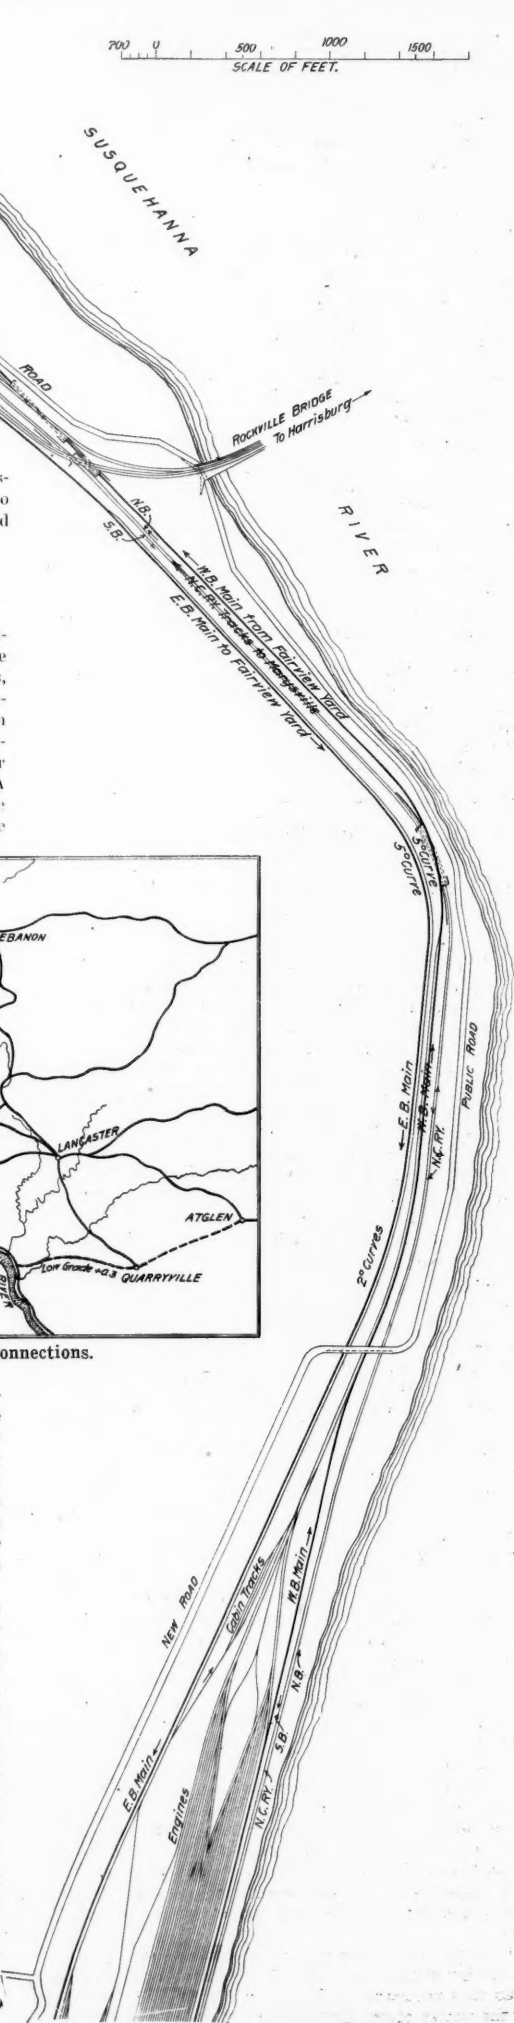 700 0 500 1000 1500
SCALE OF FEET.
SUSQUEHANNA
ROAD
ROCKVILLE BRIDGE
To Harrisburg
RIVER
N.B.
S.B.
W.B. Main from Fairview Yard
N.C.RY. Tracks to Marysville
E.B. Main to Fairview Yard
5° Curve
5° Curve
EBANON
LANCASTER
ATGLEN
Low Grade +0.3 QUARRYVILLE
RIVER
onnections.
E.B. Main
W.B. Main
N.C.RY.
PUBLIC ROAD
2° Curves
NEW ROAD
Cabin Tracks
W.B. Main
N.B.
S.B.
N.C.RY.
E.B. Main
Engines